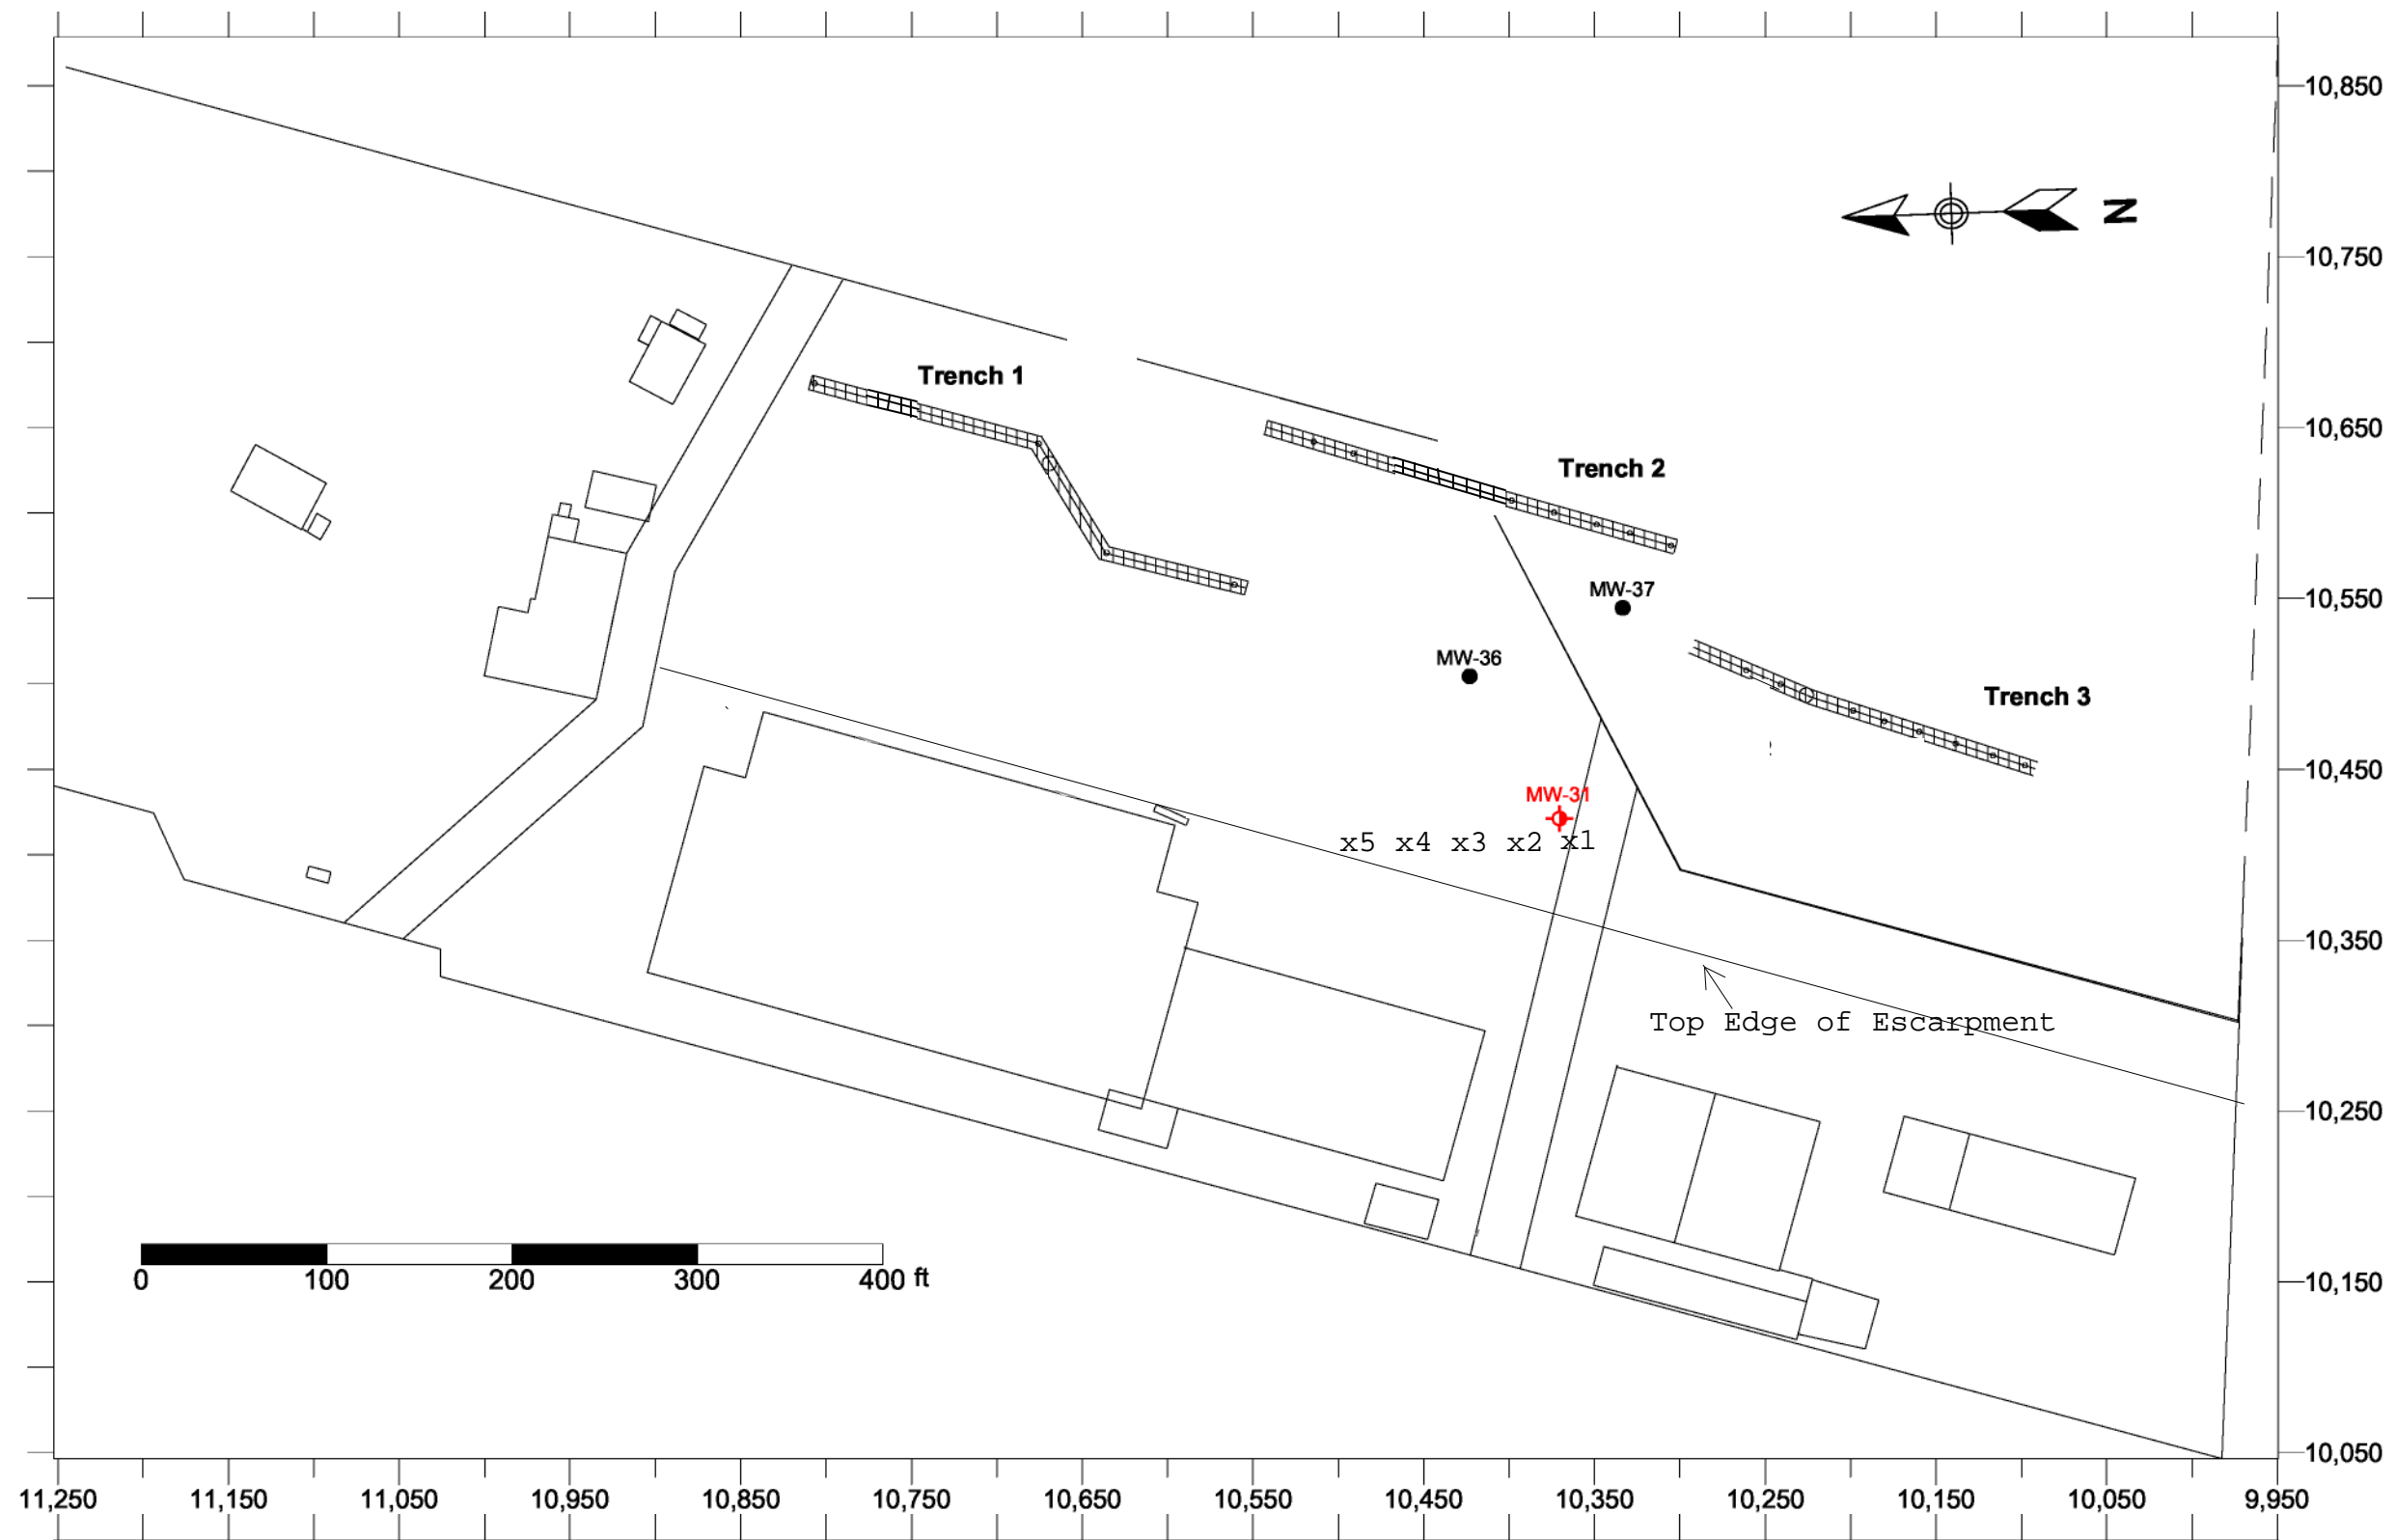 10,850
10,750
N
Trench 1
10,650
Trench 2
MW-37
10,550
MW-36
Trench 3
10,450
MW-31
x5 x4 x3 x2 x1
10,350
Top Edge of Escarpment
10,250
10,150
0 100 200 300 400 ft
10,050
11,250 11,150 11,050 10,950 10,850 10,750 10,650 10,550 10,450 10,350 10,250 10,150 10,050 9,950